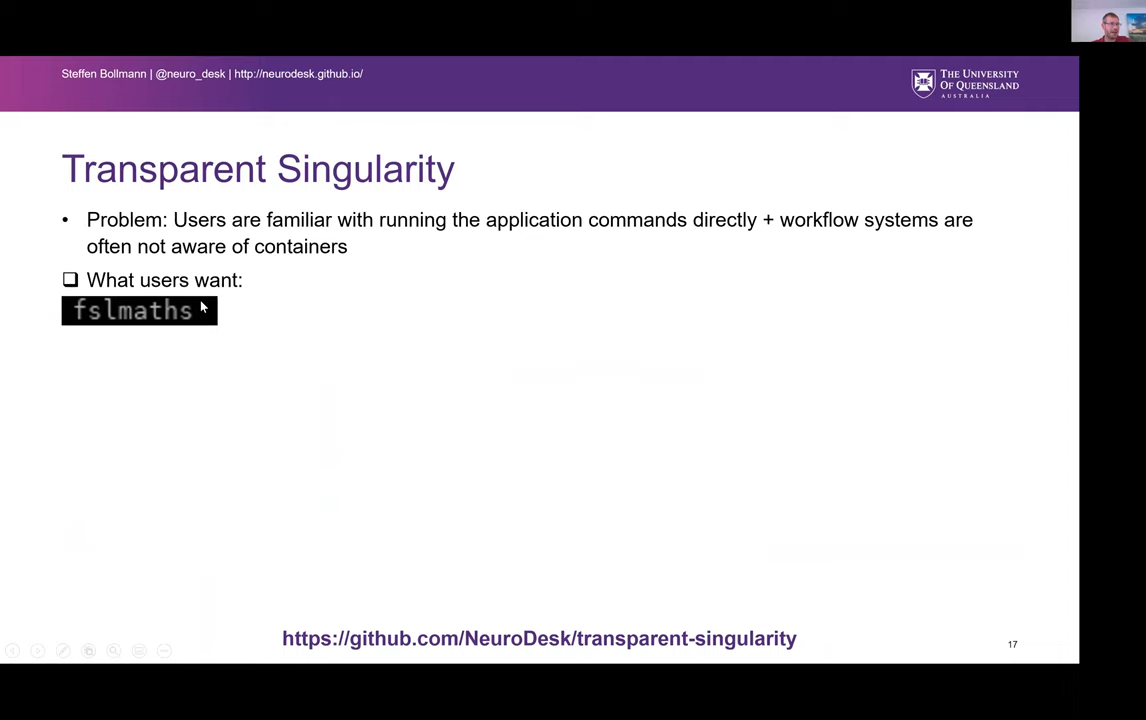 Steffen Bollmann | @neuro_desk | http://neurodesk.github.io/
THE UNIVERSITY
OF QUEENSLAND
AUSTRALIA
Transparent Singularity
• Problem: Users are familiar with running the application commands directly + workflow systems are
often not aware of containers
❑ What users want:
fslmaths
https://github.com/NeuroDesk/transparent-singularity
17